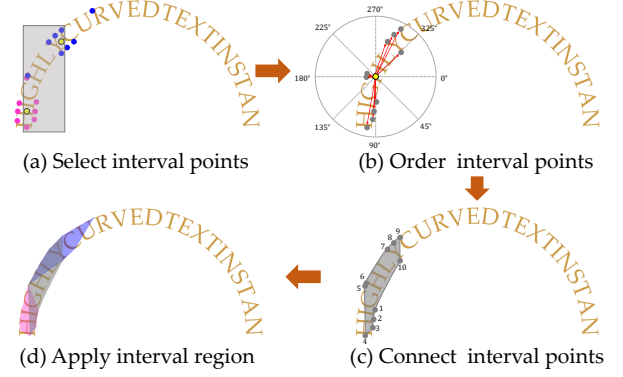 HIGHLYCURVEDTEXTINSTAN
(a) Select interval points
270°
225° 325°
HIGHLYCURVEDTEXTINSTAN
180° 0°
135° 45°
90°
(b) Order interval points
HIGHLYCURVEDTEXTINSTAN
(d) Apply interval region
HIGHLYCURVEDTEXTINSTAN
9
8
7
10
6
5
1
2
3
4
(c) Connect interval points